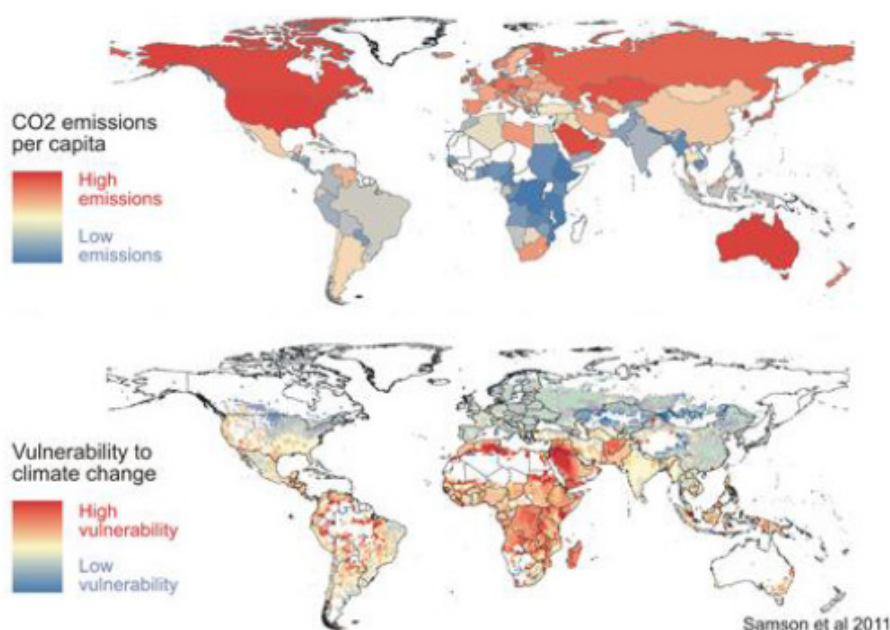 CO2 emissions
per capita
High
emissions
Low
emissions
Vulnerability to
climate change
High
vulnerability
Low
vulnerability
Samson et al 2011